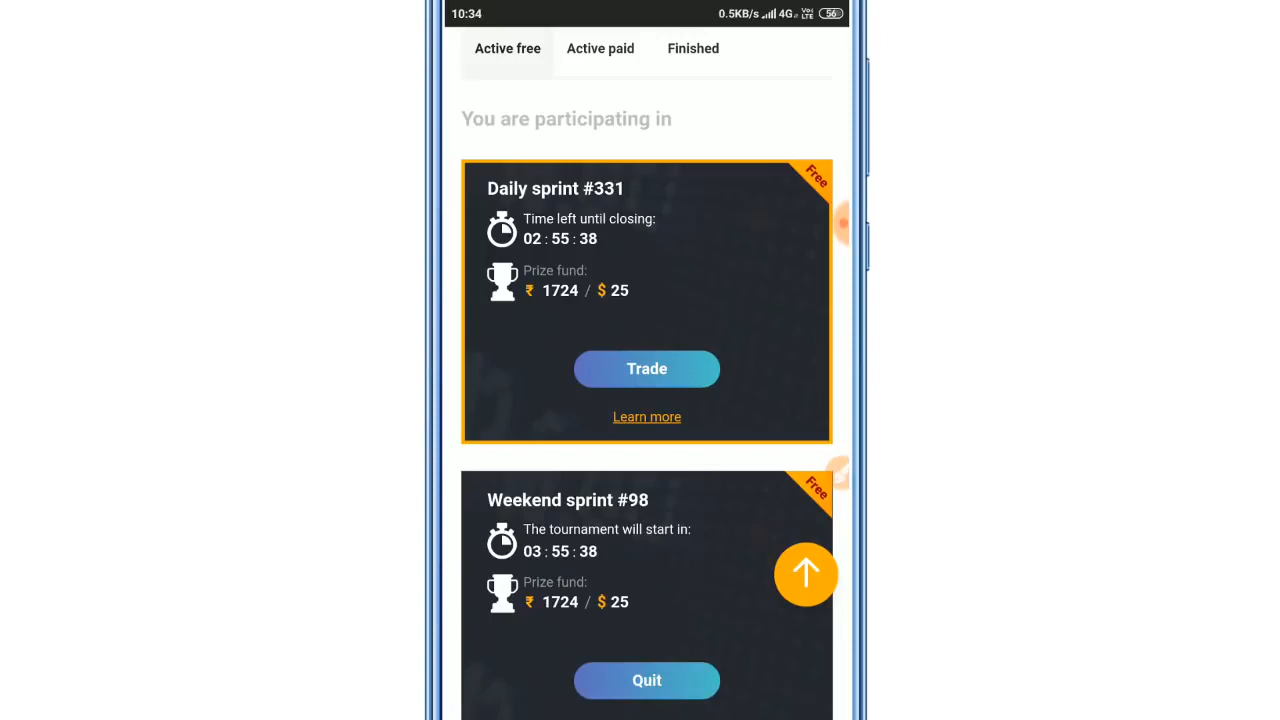 10:34 0.5KB/s 4G Vo LTE 56
Active free Active paid Finished
You are participating in
Free
Daily sprint #331
Time left until closing:
02 : 55 : 38
Prize fund:
₹ 1724 / $ 25
Trade
Learn more
Free
Weekend sprint #98
The tournament will start in:
03 : 55 : 38
Prize fund:
₹ 1724 / $ 25
Quit